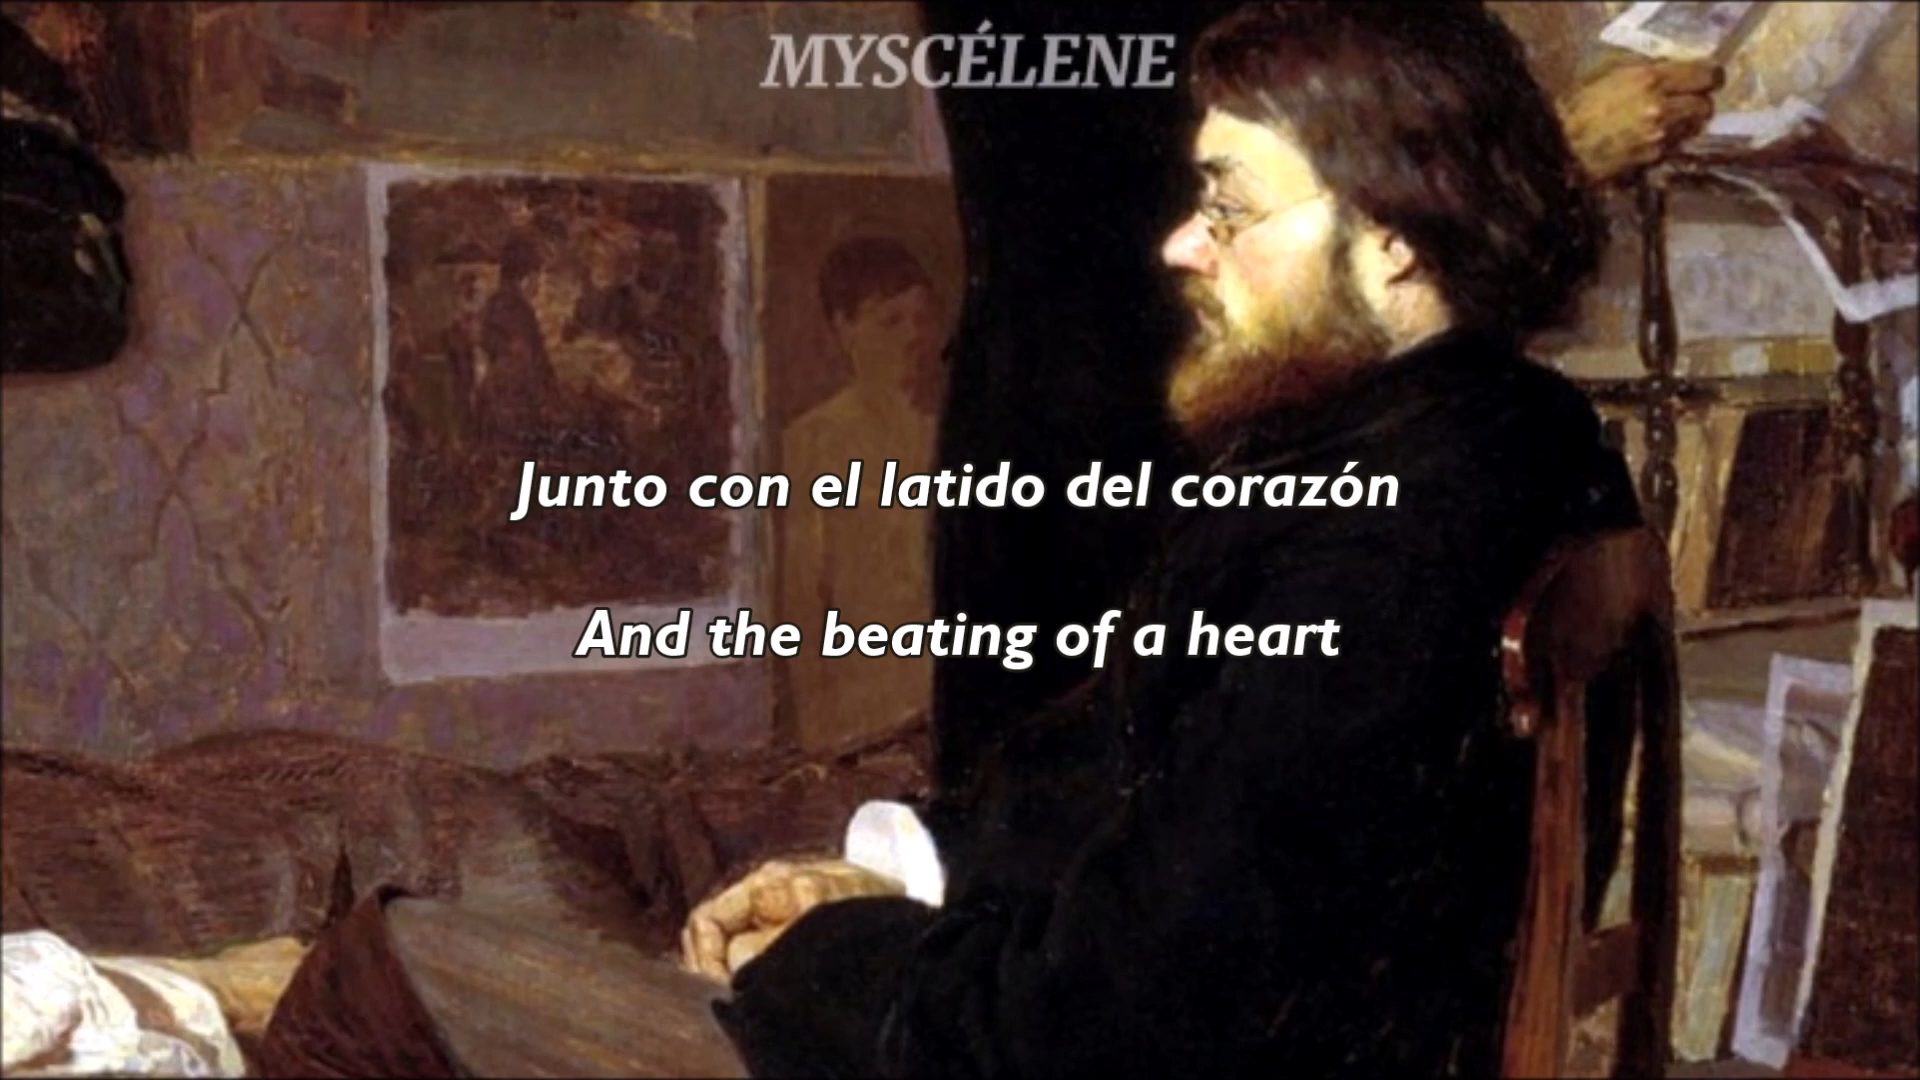 MYSCÉLENE
Junto con el latido del corazón
And the beating of a heart